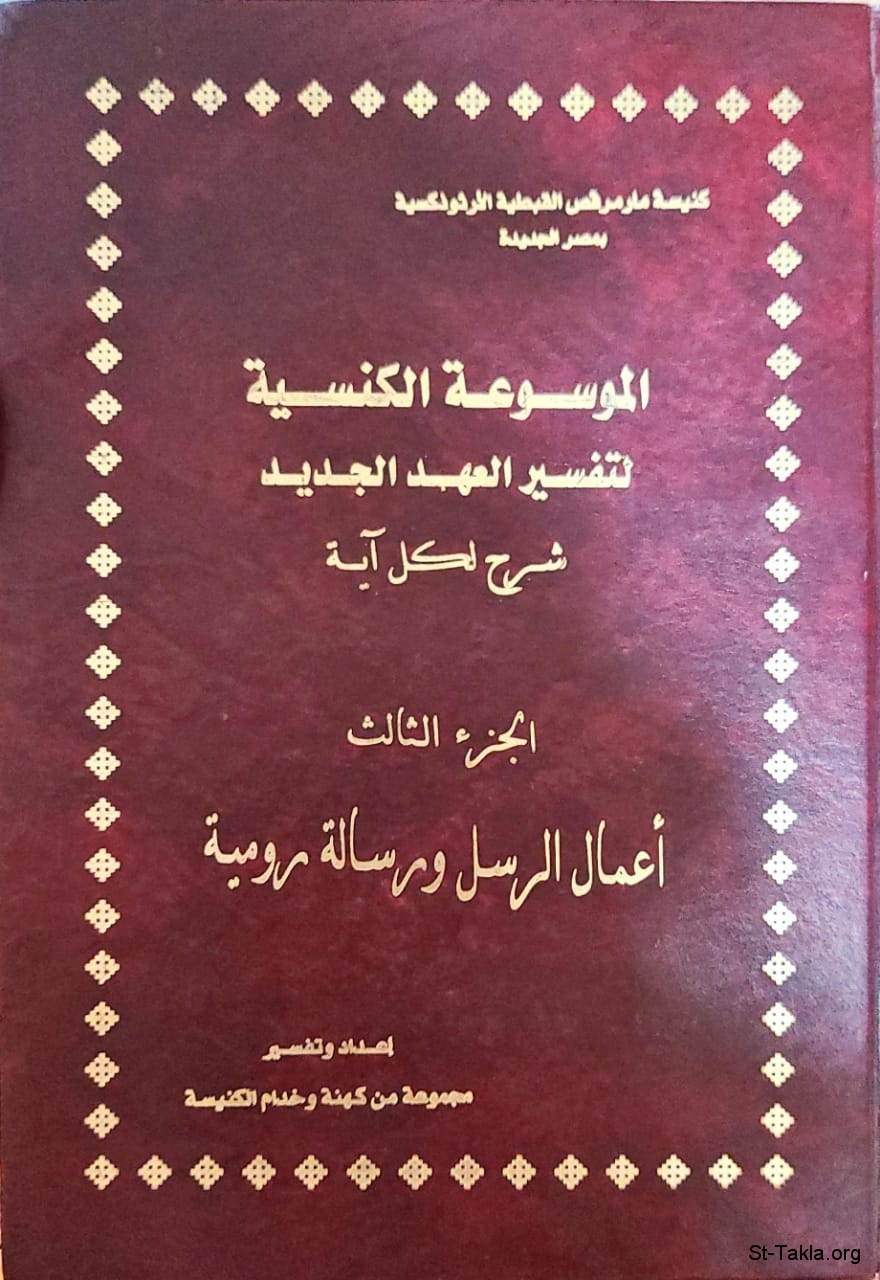 كنيسة مارمرقس القبطية الأرثوذكسية
بمصر الجديدة
الموسوعة الكنسية
لتفسير العهد الجديد
شرح لكل آية
الجزء الثالث
أعمال الرسل ورسالة رومية
إعداد وتفسير
مجموعة من كهنة وخدام الكنيسة
St-Takla.org